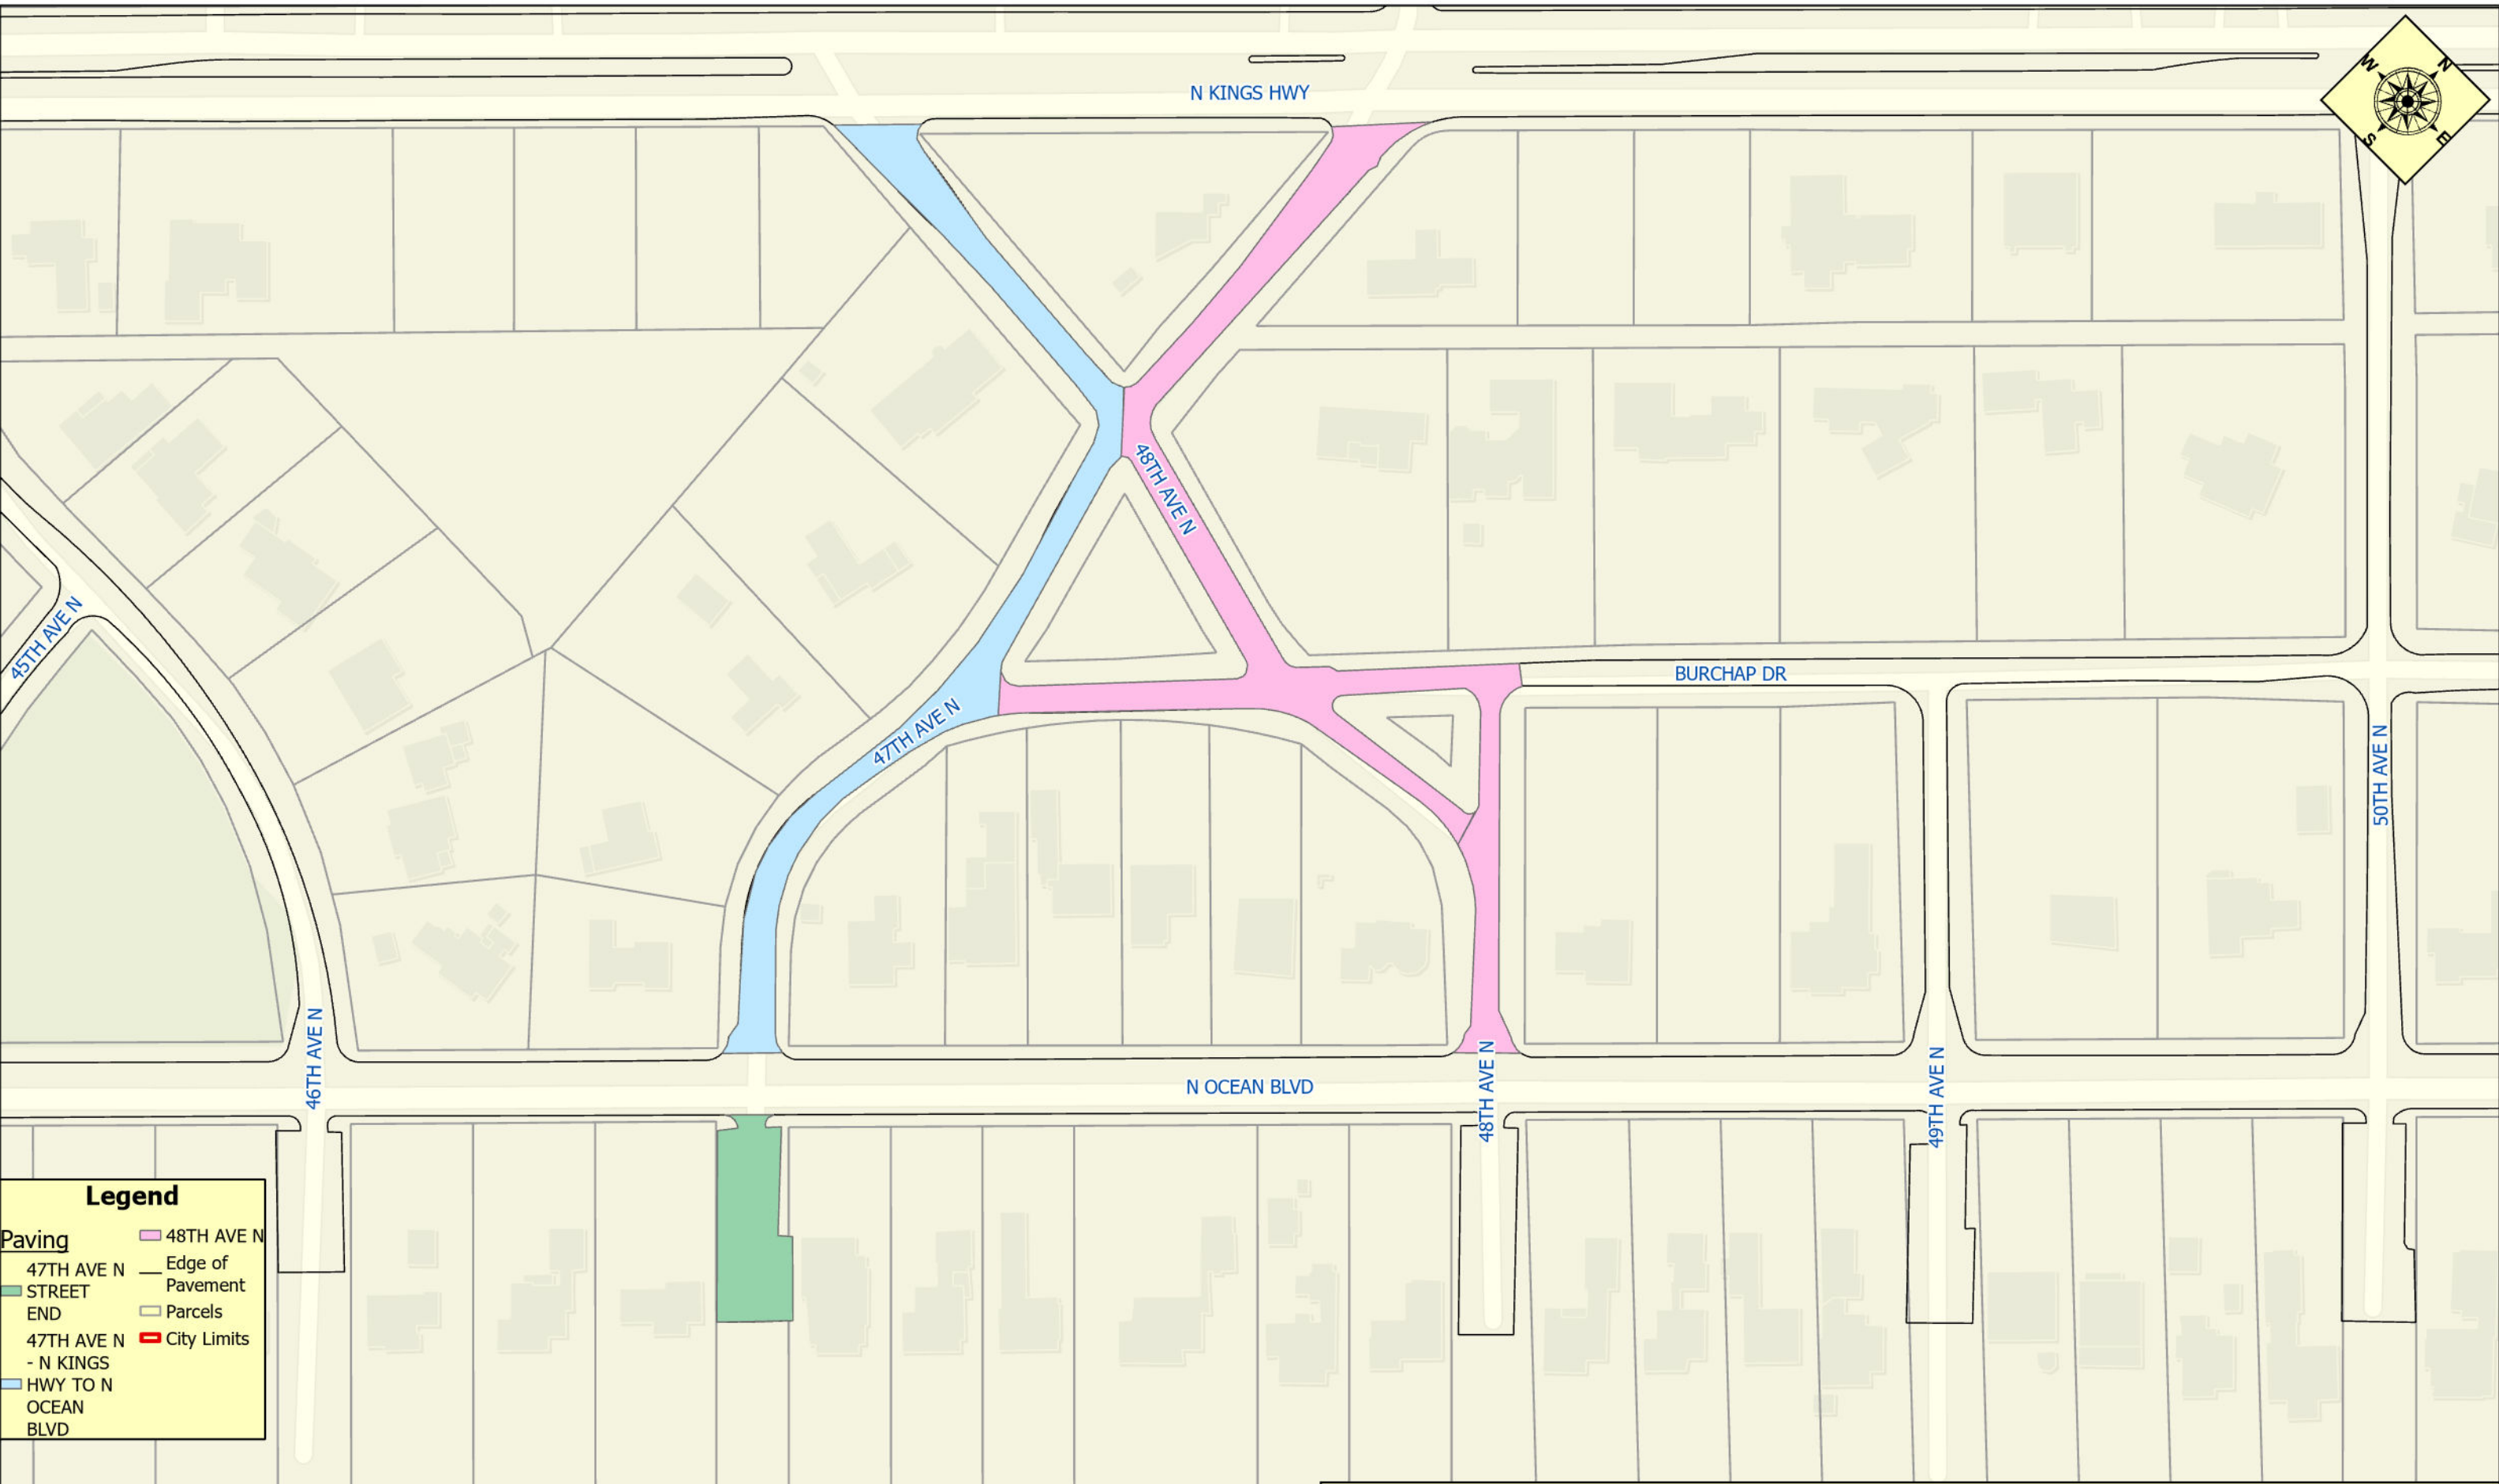 N KINGS HWY
W
N
S
E
48TH AVE N
45TH AVE N
BURCHAP DR
47TH AVE N
50TH AVE N
46TH AVE N
N OCEAN BLVD
48TH AVE N
49TH AVE N
Legend
Paving
47TH AVE N
STREET
END
47TH AVE N
- N KINGS
HWY TO N
OCEAN
BLVD
48TH AVE N
Edge of
Pavement
Parcels
City Limits